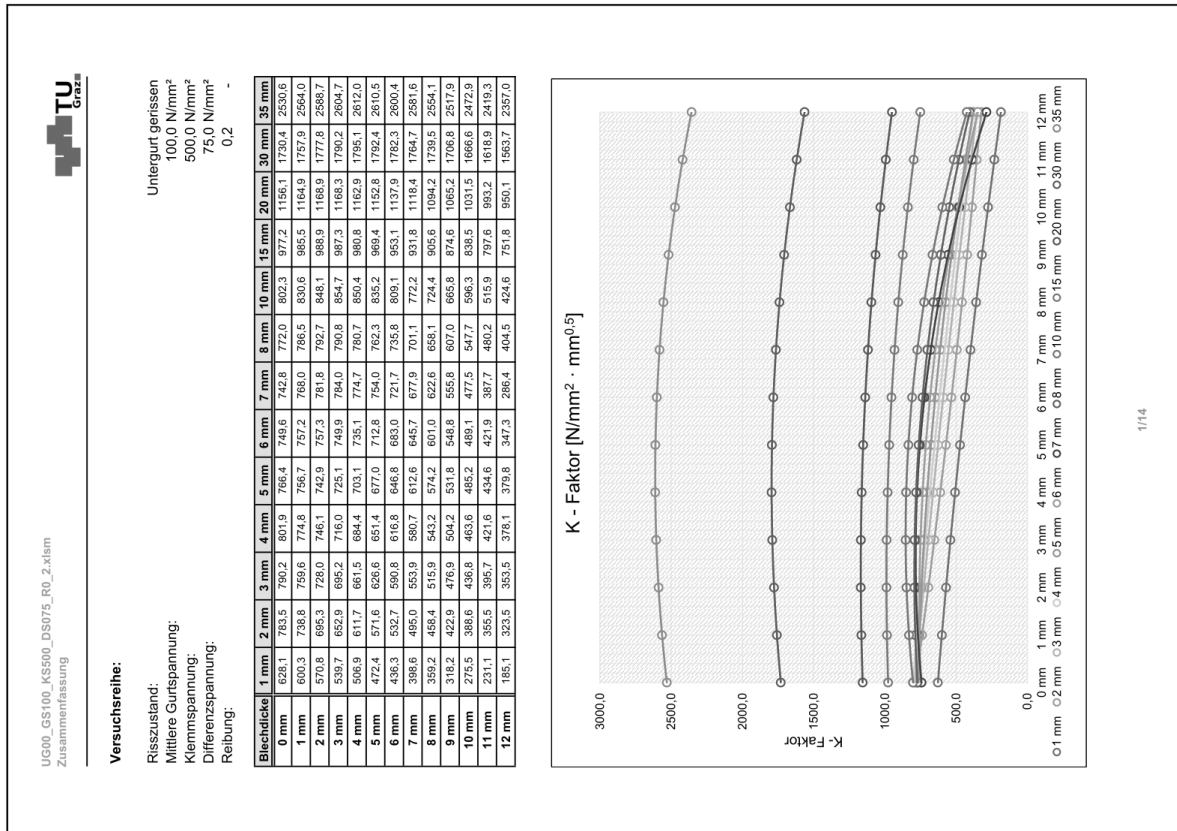 UG00_GS100_KS500_DS075_R0_2.xlsm
Zusammenfassung
TU
Graz
Versuchsreihe:
Risszustand: Untergurt gerissen
Mittlere Gurtspannung: 100,0 N/mm²
Klemmspannung: 500,0 N/mm²
Differenzspannung: 75,0 N/mm²
Reibung: 0,2 -
Blechdicke 1 mm 2 mm 3 mm 4 mm 5 mm 6 mm 7 mm 8 mm 10 mm 15 mm 20 mm 30 mm 35 mm
0 mm 628,1 783,5 790,2 801,9 766,4 749,6 742,8 772,0 802,3 977,2 1156,1 1730,4 2530,6
1 mm 600,3 738,8 759,6 774,8 756,7 757,2 768,0 786,5 830,6 985,5 1164,9 1757,9 2564,0
2 mm 570,8 695,3 728,0 746,1 742,9 757,3 781,8 792,7 848,1 988,9 1168,9 1777,8 2588,7
3 mm 539,7 652,9 695,2 716,0 725,1 749,9 784,0 790,8 854,7 987,3 1168,3 1790,2 2604,7
4 mm 506,9 611,7 661,5 684,4 703,1 735,1 774,7 780,7 850,4 980,8 1162,9 1795,1 2612,0
5 mm 472,4 571,6 626,6 651,4 677,0 712,8 754,0 762,3 835,2 969,4 1152,8 1792,4 2610,5
6 mm 436,3 532,7 590,8 616,8 646,8 683,0 721,7 735,8 809,1 953,1 1137,9 1782,3 2600,4
7 mm 398,6 495,0 553,9 580,7 612,6 645,7 677,9 701,1 772,2 931,8 1118,4 1764,7 2581,6
8 mm 359,2 458,4 515,9 543,2 574,2 601,0 622,6 658,1 724,4 905,6 1094,2 1739,5 2554,1
9 mm 318,2 422,9 476,9 504,2 531,8 548,8 555,8 607,0 665,8 874,6 1065,2 1706,8 2517,9
10 mm 275,5 388,6 436,8 463,6 485,2 489,1 477,5 547,7 596,3 838,5 1031,5 1666,6 2472,9
11 mm 231,1 355,5 395,7 421,6 434,6 421,9 387,7 480,2 515,9 797,6 993,2 1618,9 2419,3
12 mm 185,1 323,5 353,5 378,1 379,8 347,3 286,4 404,5 424,6 751,8 950,1 1563,7 2357,0
K - Faktor [N/mm² · mm⁰,⁵]
3000,0
2500,0
2000,0
1500,0
1000,0
500,0
0,0
K - Faktor
0 mm 1 mm 2 mm 3 mm 4 mm 5 mm 6 mm 7 mm 8 mm 9 mm 10 mm 11 mm 12 mm
1 mm 2 mm 3 mm 4 mm 5 mm 6 mm 7 mm 8 mm 10 mm 15 mm 20 mm 30 mm 35 mm
1/14